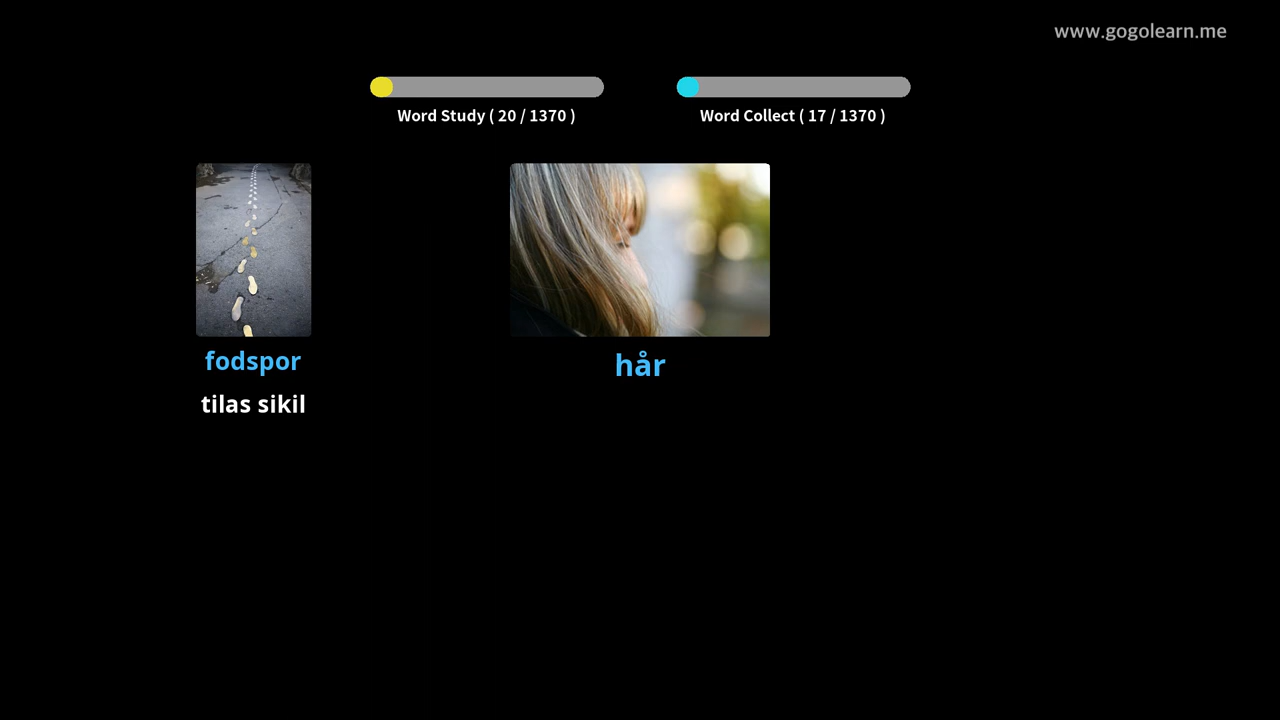 www.gogolearn.me
Word Study ( 20 / 1370 )
Word Collect ( 17 / 1370 )
fodspor
hår
tilas sikil